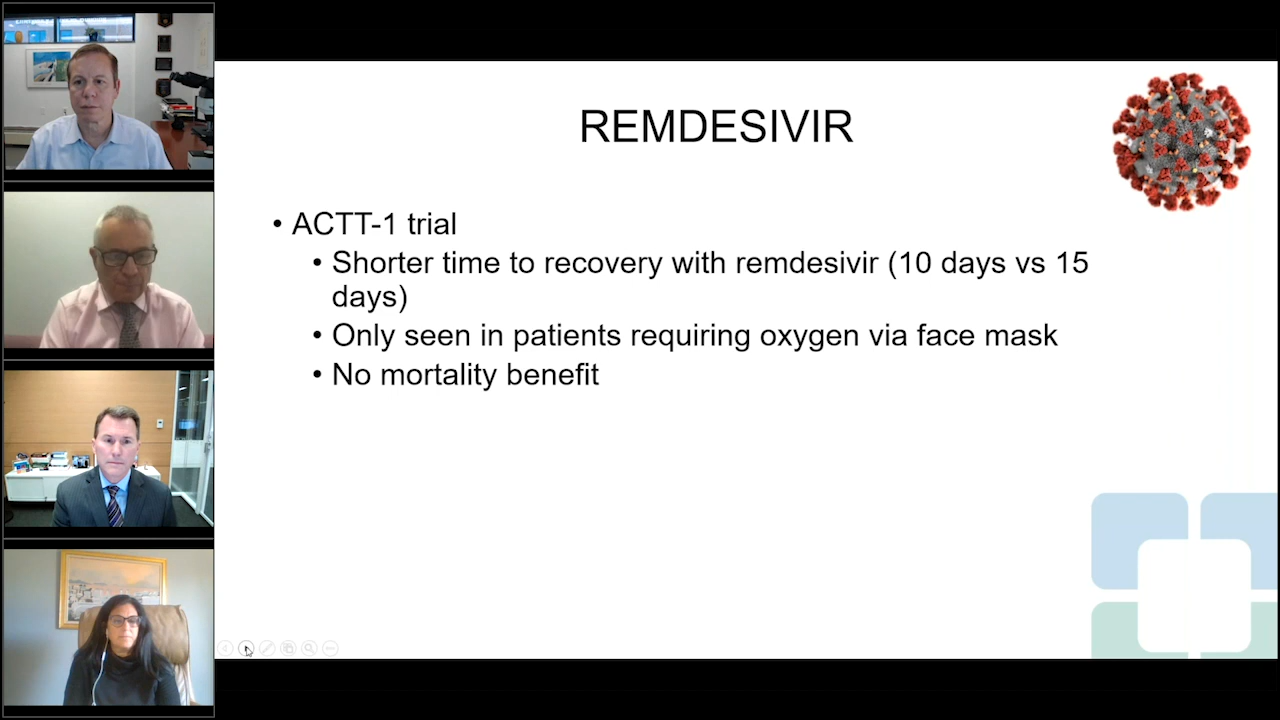 REMDESIVIR
• ACTT-1 trial
• Shorter time to recovery with remdesivir (10 days vs 15
days)
• Only seen in patients requiring oxygen via face mask
• No mortality benefit